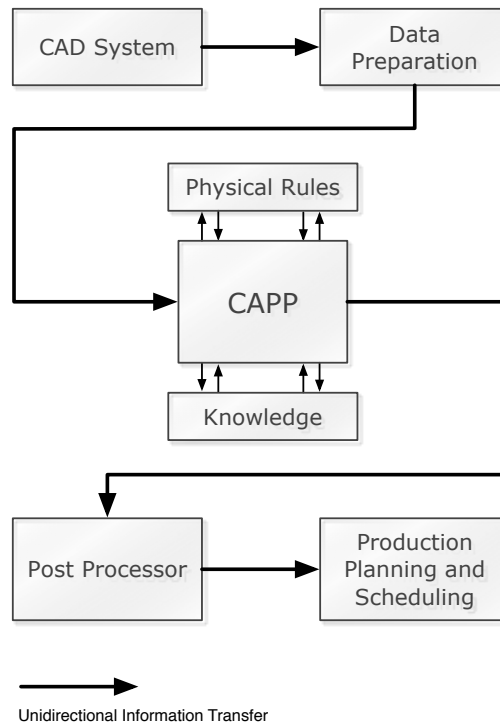 CAD System
Data
Preparation
Physical Rules
CAPP
Knowledge
Post Processor
Production
Planning and
Scheduling
Unidirectional Information Transfer